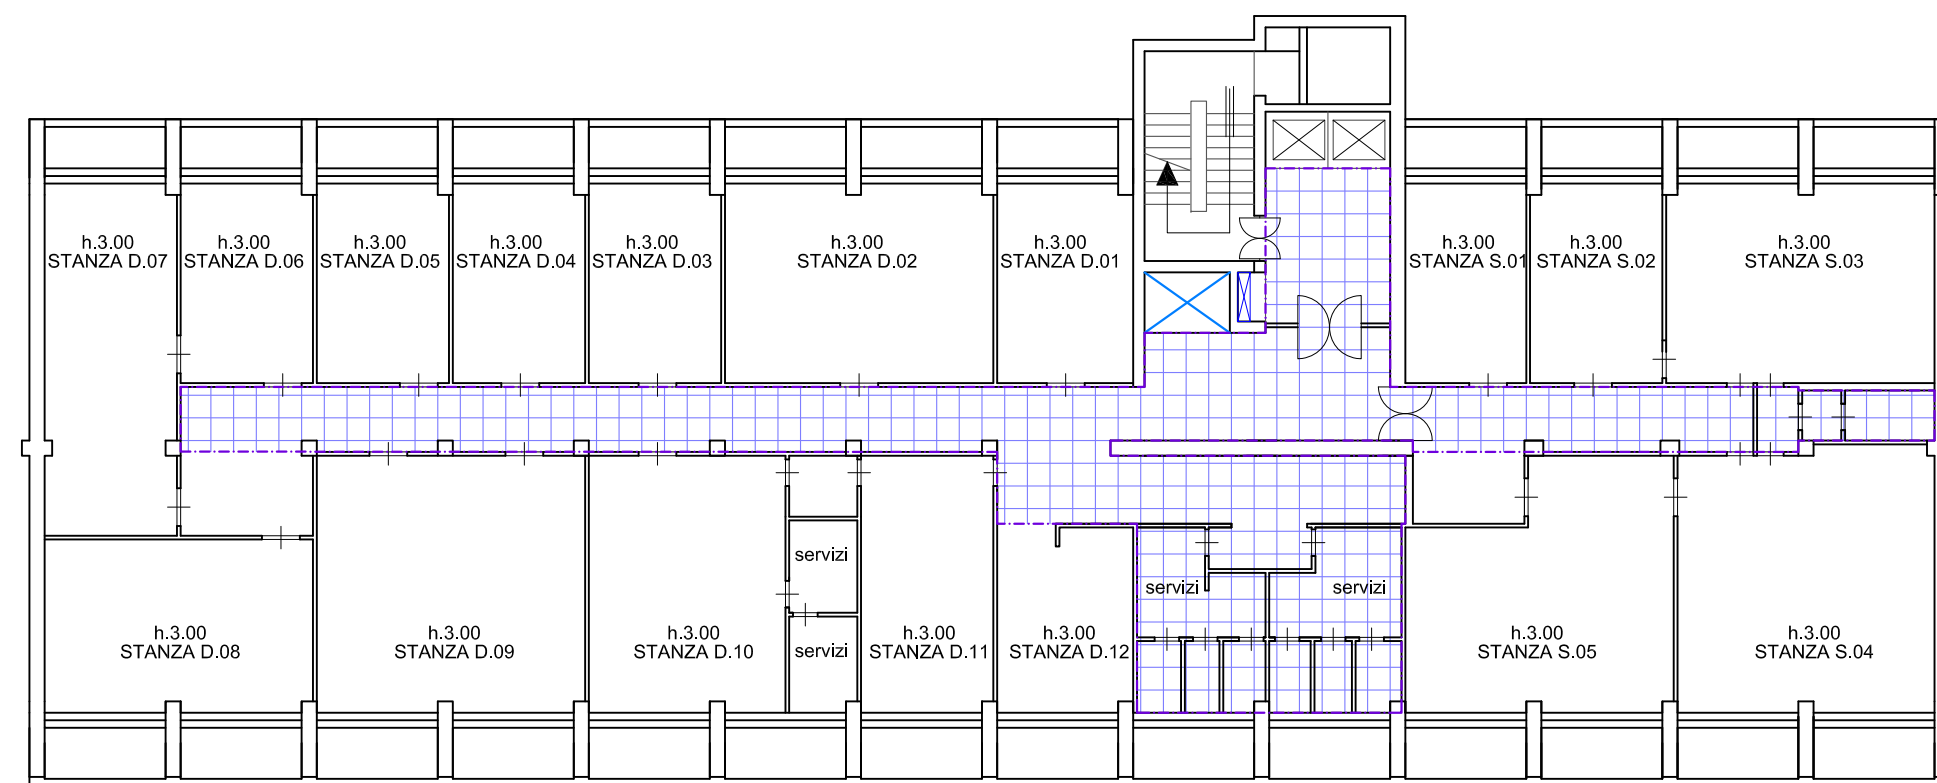 h.3.00
STANZA D.07
h.3.00
STANZA D.06
h.3.00
STANZA D.05
h.3.00
STANZA D.04
h.3.00
STANZA D.03
h.3.00
STANZA D.02
h.3.00
STANZA D.01
h.3.00
STANZA S.01
h.3.00
STANZA S.02
h.3.00
STANZA S.03
servizi
servizi
servizi
h.3.00
STANZA D.08
h.3.00
STANZA D.09
h.3.00
STANZA D.10
servizi
h.3.00
STANZA D.11
h.3.00
STANZA D.12
h.3.00
STANZA S.05
h.3.00
STANZA S.04